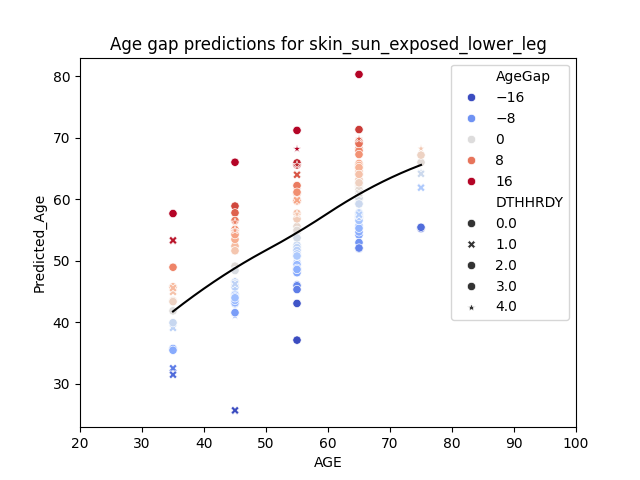 Age gap predictions for skin_sun_exposed_lower_leg
Predicted_Age
80
70
60
50
40
30
20 30 40 50 60 70 80 90 100
AGE
AgeGap
−16
−8
0
8
16
DTHHRDY
0.0
1.0
2.0
3.0
4.0